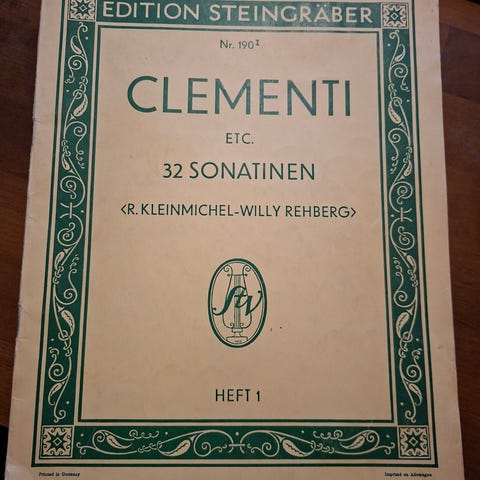 EDITION STEINGRÄBER
Nr. 190 I
CLEMENTI
ETC.
32 SONATINEN
<R. KLEINMICHEL-WILLY REHBERG>
StV
HEFT 1
Printed in Germany
Imprimé en Allemagne